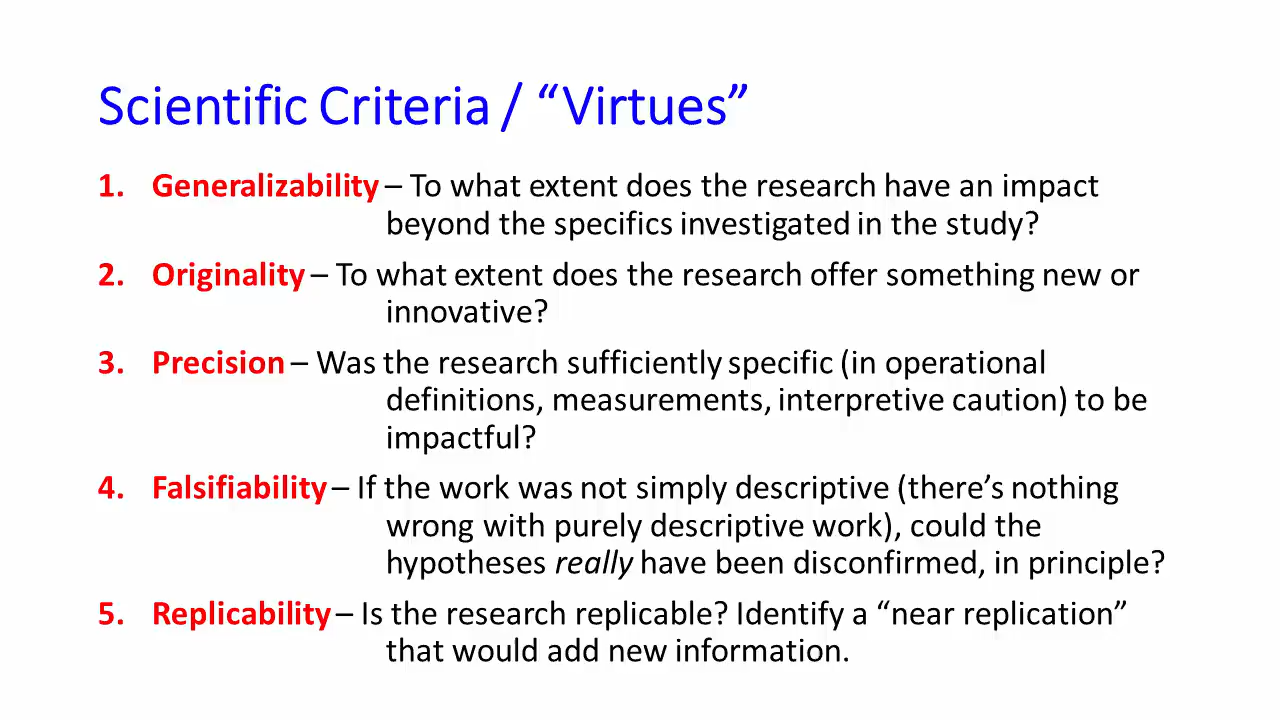 Scientific Criteria / “Virtues”
1. Generalizability – To what extent does the research have an impact
beyond the specifics investigated in the study?
2. Originality – To what extent does the research offer something new or
innovative?
3. Precision – Was the research sufficiently specific (in operational
definitions, measurements, interpretive caution) to be
impactful?
4. Falsifiability – If the work was not simply descriptive (there’s nothing
wrong with purely descriptive work), could the
hypotheses really have been disconfirmed, in principle?
5. Replicability – Is the research replicable? Identify a “near replication”
that would add new information.